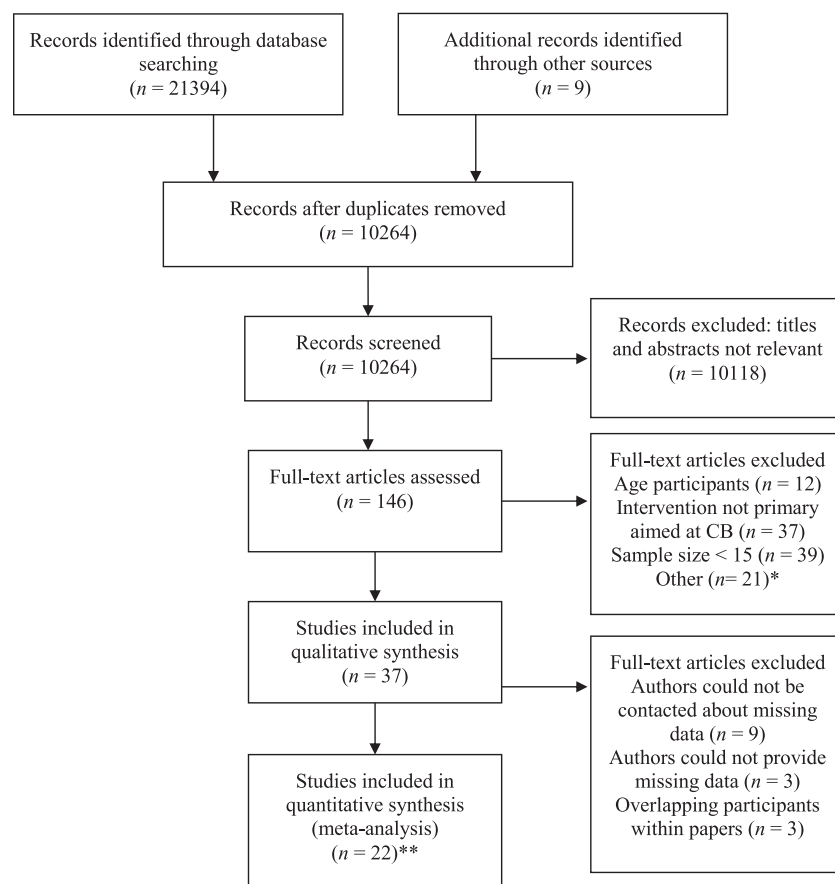 Records identified through database
searching
(n = 21394)
Additional records identified
through other sources
(n = 9)
Records after duplicates removed
(n = 10264)
Records screened
(n = 10264)
Records excluded: titles
and abstracts not relevant
(n = 10118)
Full-text articles assessed
(n = 146)
Full-text articles excluded
Age participants (n = 12)
Intervention not primary
aimed at CB (n = 37)
Sample size < 15 (n = 39)
Other (n= 21)*
Studies included in
qualitative synthesis
(n = 37)
Full-text articles excluded
Authors could not be
contacted about missing
data (n = 9)
Authors could not provide
missing data (n = 3)
Overlapping participants
within papers (n = 3)
Studies included in
quantitative synthesis
(meta-analysis)
(n = 22)**